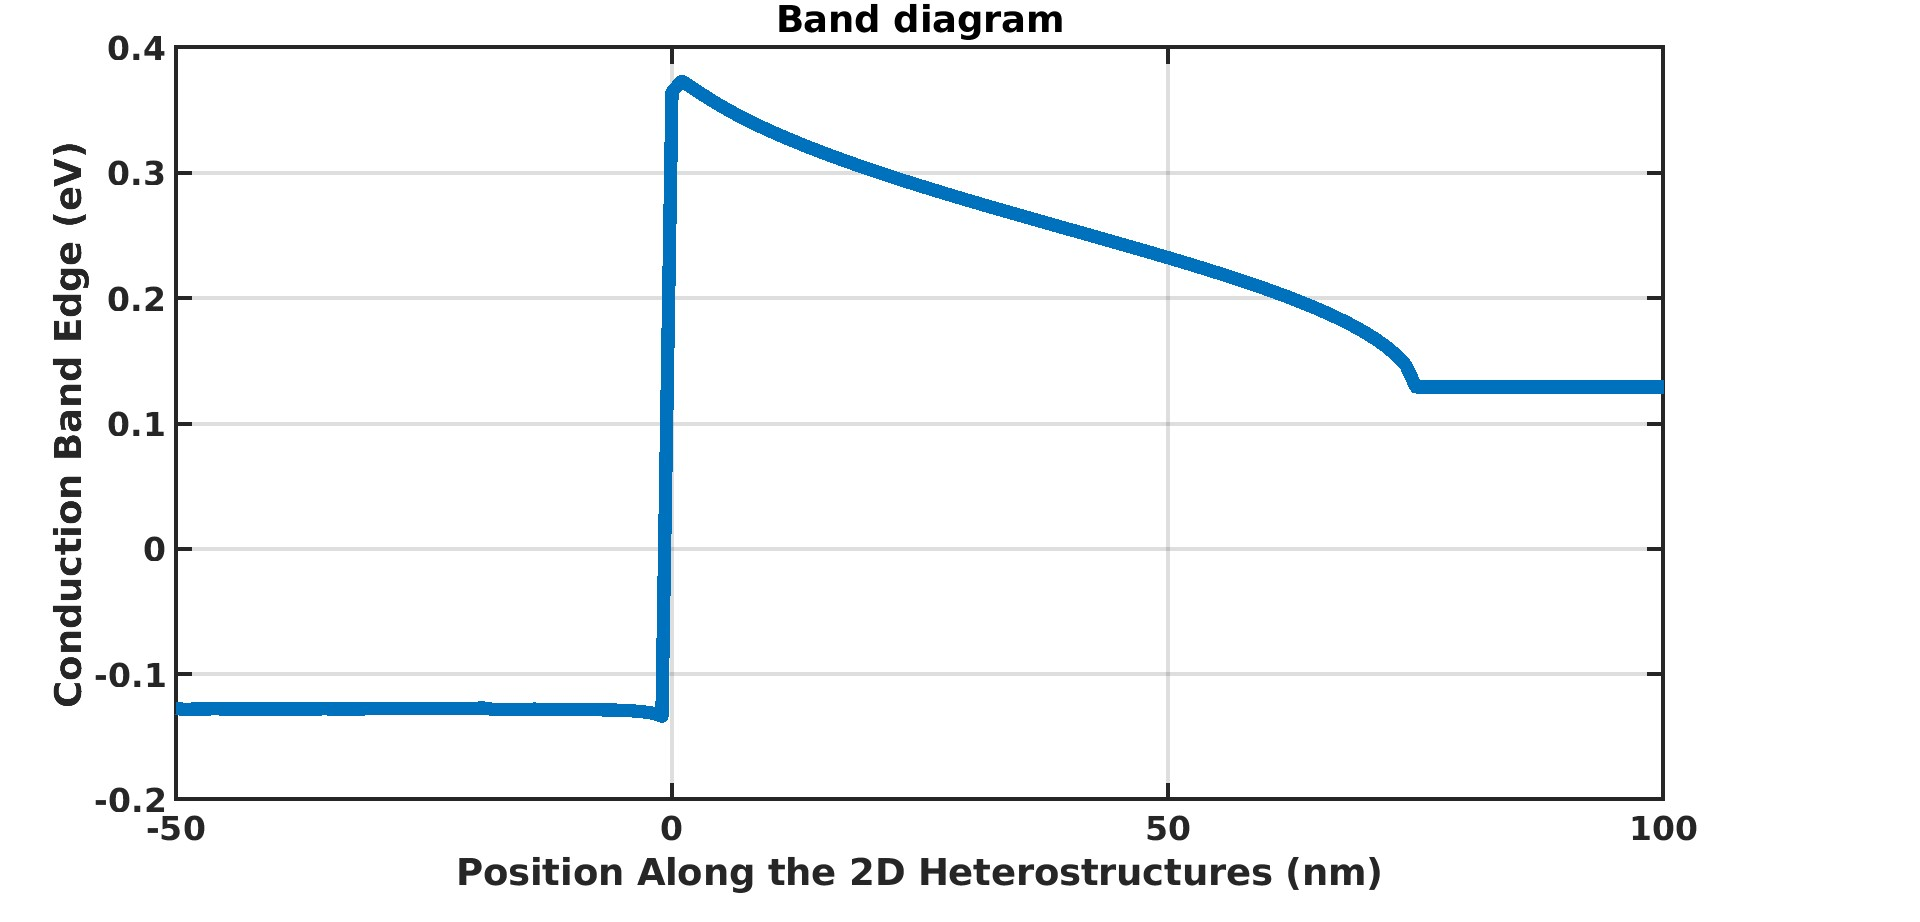 Band diagram
Conduction Band Edge (eV)
0.4
0.3
0.2
0.1
0
-0.1
-0.2
-50 0 50 100
Position Along the 2D Heterostructures (nm)